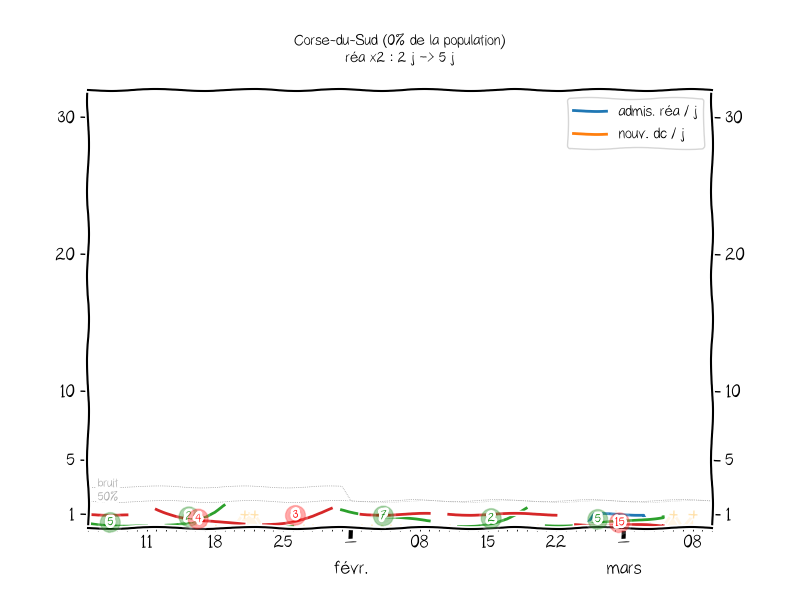 Corse-du-Sud (0% de la population)
réa x2 : 2 j -> 5 j
admis. réa / j
nouv. dc / j
30 30
20 20
10 10
5 5
1 1
bruit
50%
5 2 4 3 7 2 5 15
++ + +
11 18 25 1 08 15 22 1 08
févr. mars